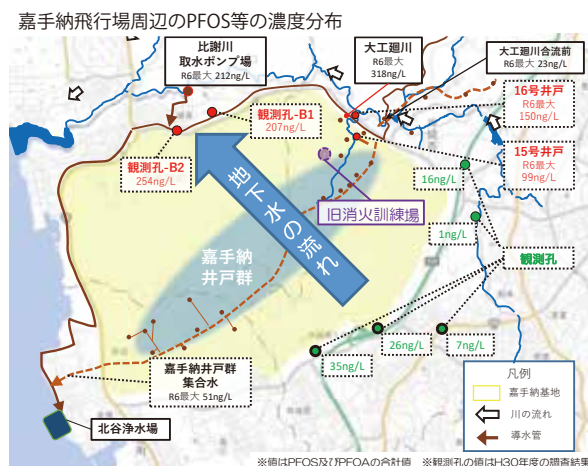 嘉手納飛行場周辺のPFOS等の濃度分布
比謝川
取水ポンプ場
R6最大 212ng/L
大工廻川
R6最大
318ng/L
大工廻川合流前
R6最大 23ng/L
観測孔-B1
207ng/L
16号井戸
R6最大
150ng/L
観測孔-B2
254ng/L
15号井戸
R6最大
99ng/L
16ng/L
旧消火訓練場
1ng/L
地下水の流れ
嘉手納
井戸群
観測孔
35ng/L
26ng/L
7ng/L
嘉手納井戸群
集合水
R6最大 51ng/L
北谷浄水場
凡例
嘉手納基地
川の流れ
導水管
※値はPFOS及びPFOAの合計値 ※観測孔の値はH30年度の調査結果